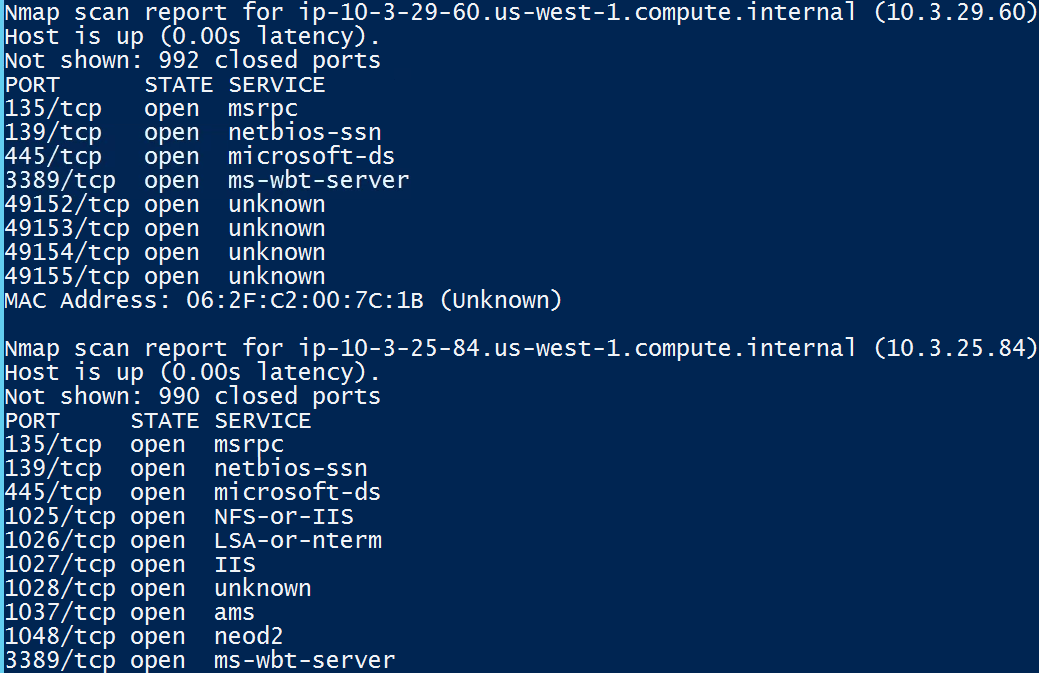 Nmap scan report for ip-10-3-29-60.us-west-1.compute.internal (10.3.29.60)
Host is up (0.00s latency).
Not shown: 992 closed ports
PORT      STATE SERVICE
135/tcp   open  msrpc
139/tcp   open  netbios-ssn
445/tcp   open  microsoft-ds
3389/tcp  open  ms-wbt-server
49152/tcp open  unknown
49153/tcp open  unknown
49154/tcp open  unknown
49155/tcp open  unknown
MAC Address: 06:2F:C2:00:7C:1B (Unknown)

Nmap scan report for ip-10-3-25-84.us-west-1.compute.internal (10.3.25.84)
Host is up (0.00s latency).
Not shown: 990 closed ports
PORT     STATE SERVICE
135/tcp  open  msrpc
139/tcp  open  netbios-ssn
445/tcp  open  microsoft-ds
1025/tcp open  NFS-or-IIS
1026/tcp open  LSA-or-nterm
1027/tcp open  IIS
1028/tcp open  unknown
1037/tcp open  ams
1048/tcp open  neod2
3389/tcp open  ms-wbt-server